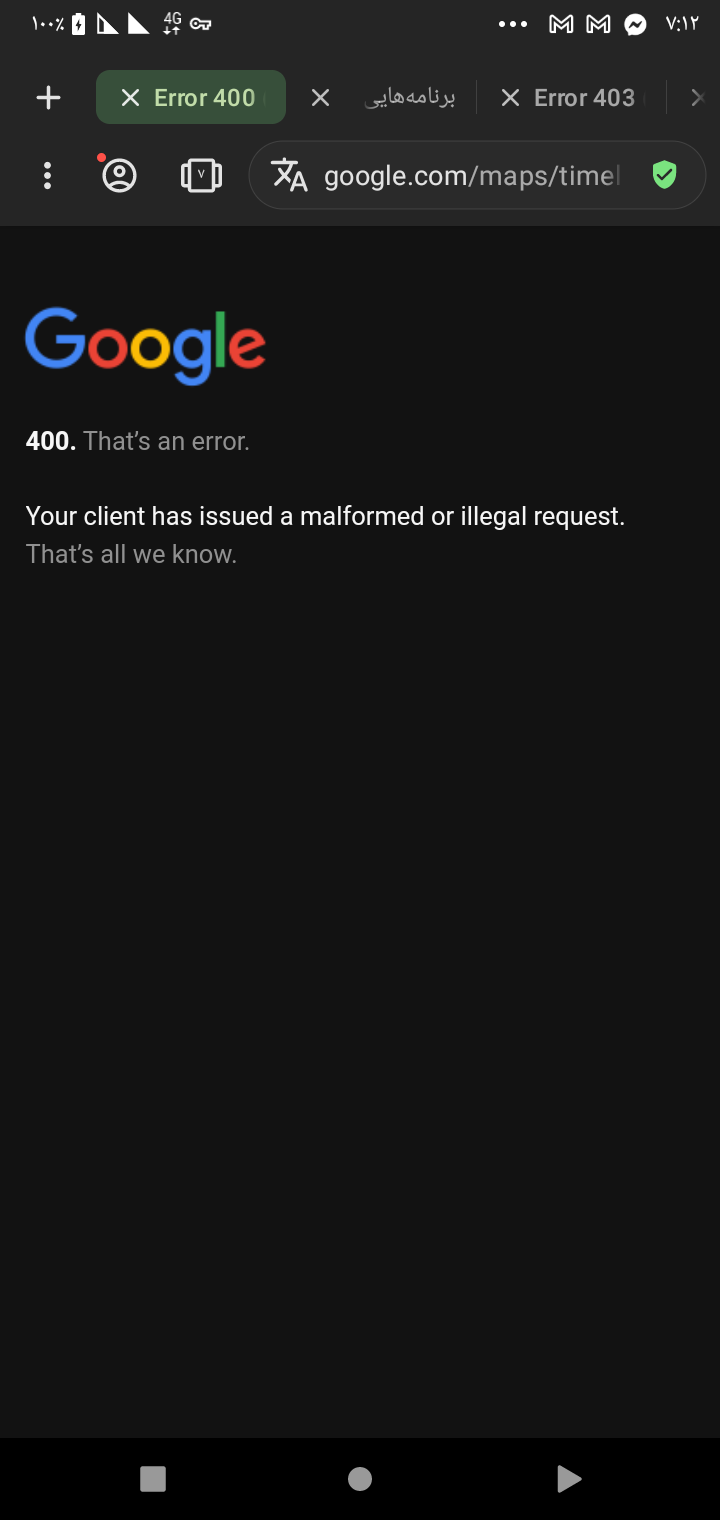 ۱۰۰٪ 4G ۷:۱۲
Error 400 برنامه‌هایی Error 403
۷ google.com/maps/timel
Google
400. That’s an error.
Your client has issued a malformed or illegal request.
That’s all we know.